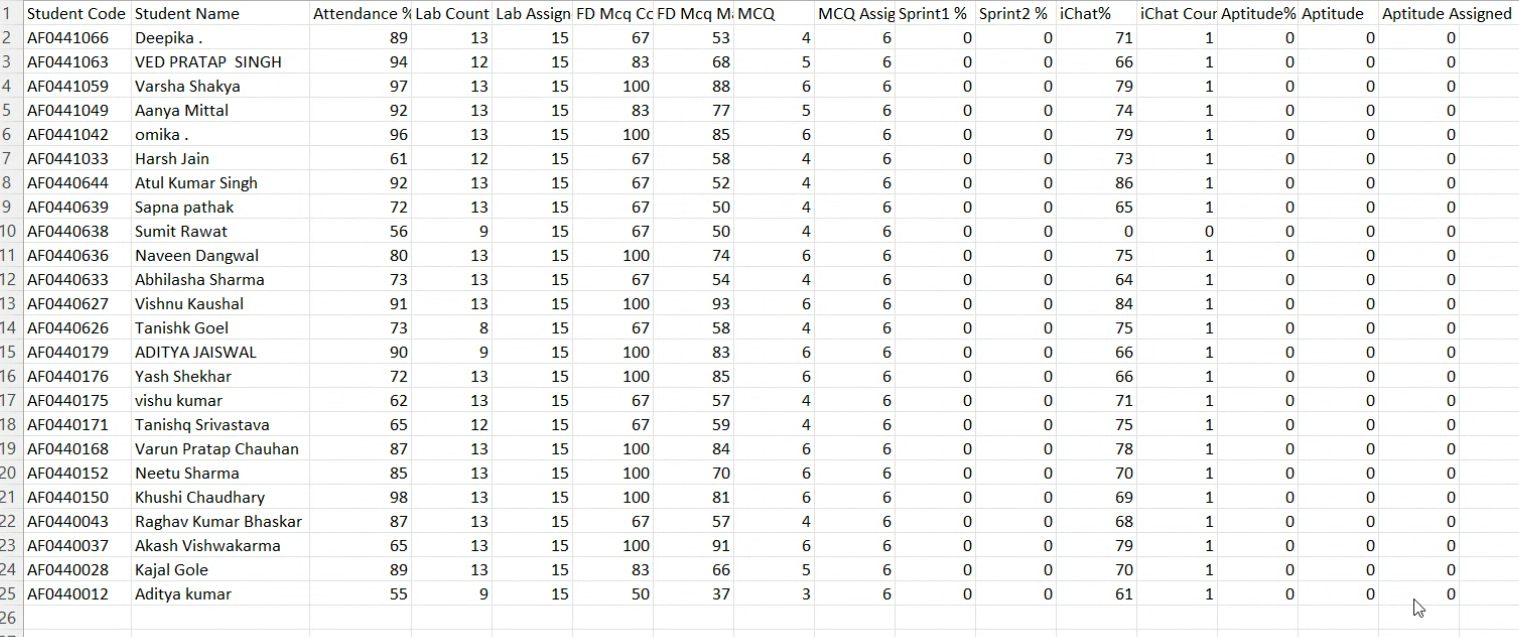 1 Student Code Student Name Attendance % Lab Count Lab Assign FD Mcq Cc FD Mcq Ma MCQ MCQ Assig Sprint1 % Sprint2 % iChat% iChat Cour Aptitude% Aptitude Aptitude Assigned
2 AF0441066 Deepika . 89 13 15 67 53 4 6 0 0 71 1 0 0 0
3 AF0441063 VED PRATAP  SINGH 94 12 15 83 68 5 6 0 0 66 1 0 0 0
4 AF0441059 Varsha Shakya 97 13 15 100 88 6 6 0 0 79 1 0 0 0
5 AF0441049 Aanya Mittal 92 13 15 83 77 5 6 0 0 74 1 0 0 0
6 AF0441042 omika . 96 13 15 100 85 6 6 0 0 79 1 0 0 0
7 AF0441033 Harsh Jain 61 12 15 67 58 4 6 0 0 73 1 0 0 0
8 AF0440644 Atul Kumar Singh 92 13 15 67 52 4 6 0 0 86 1 0 0 0
9 AF0440639 Sapna pathak 72 13 15 67 50 4 6 0 0 65 1 0 0 0
10 AF0440638 Sumit Rawat 56 9 15 67 50 4 6 0 0 0 0 0 0 0
11 AF0440636 Naveen Dangwal 80 13 15 100 74 6 6 0 0 75 1 0 0 0
12 AF0440633 Abhilasha Sharma 73 13 15 67 54 4 6 0 0 64 1 0 0 0
13 AF0440627 Vishnu Kaushal 91 13 15 100 93 6 6 0 0 84 1 0 0 0
14 AF0440626 Tanishk Goel 73 8 15 67 58 4 6 0 0 75 1 0 0 0
15 AF0440179 ADITYA JAISWAL 90 9 15 100 83 6 6 0 0 66 1 0 0 0
16 AF0440176 Yash Shekhar 72 13 15 100 85 6 6 0 0 66 1 0 0 0
17 AF0440175 vishu kumar 62 13 15 67 57 4 6 0 0 71 1 0 0 0
18 AF0440171 Tanishq Srivastava 65 12 15 67 59 4 6 0 0 75 1 0 0 0
19 AF0440168 Varun Pratap Chauhan 87 13 15 100 84 6 6 0 0 78 1 0 0 0
20 AF0440152 Neetu Sharma 85 13 15 100 70 6 6 0 0 70 1 0 0 0
21 AF0440150 Khushi Chaudhary 98 13 15 100 81 6 6 0 0 69 1 0 0 0
22 AF0440043 Raghav Kumar Bhaskar 87 13 15 67 57 4 6 0 0 68 1 0 0 0
23 AF0440037 Akash Vishwakarma 65 13 15 100 91 6 6 0 0 79 1 0 0 0
24 AF0440028 Kajal Gole 89 13 15 83 66 5 6 0 0 70 1 0 0 0
25 AF0440012 Aditya kumar 55 9 15 50 37 3 6 0 0 61 1 0 0 0
26